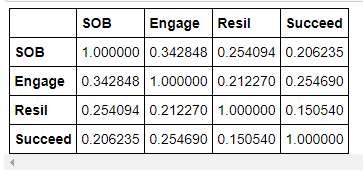 SOB Engage Resil Succeed
SOB 1.000000 0.342848 0.254094 0.206235
Engage 0.342848 1.000000 0.212270 0.254690
Resil 0.254094 0.212270 1.000000 0.150540
Succeed 0.206235 0.254690 0.150540 1.000000